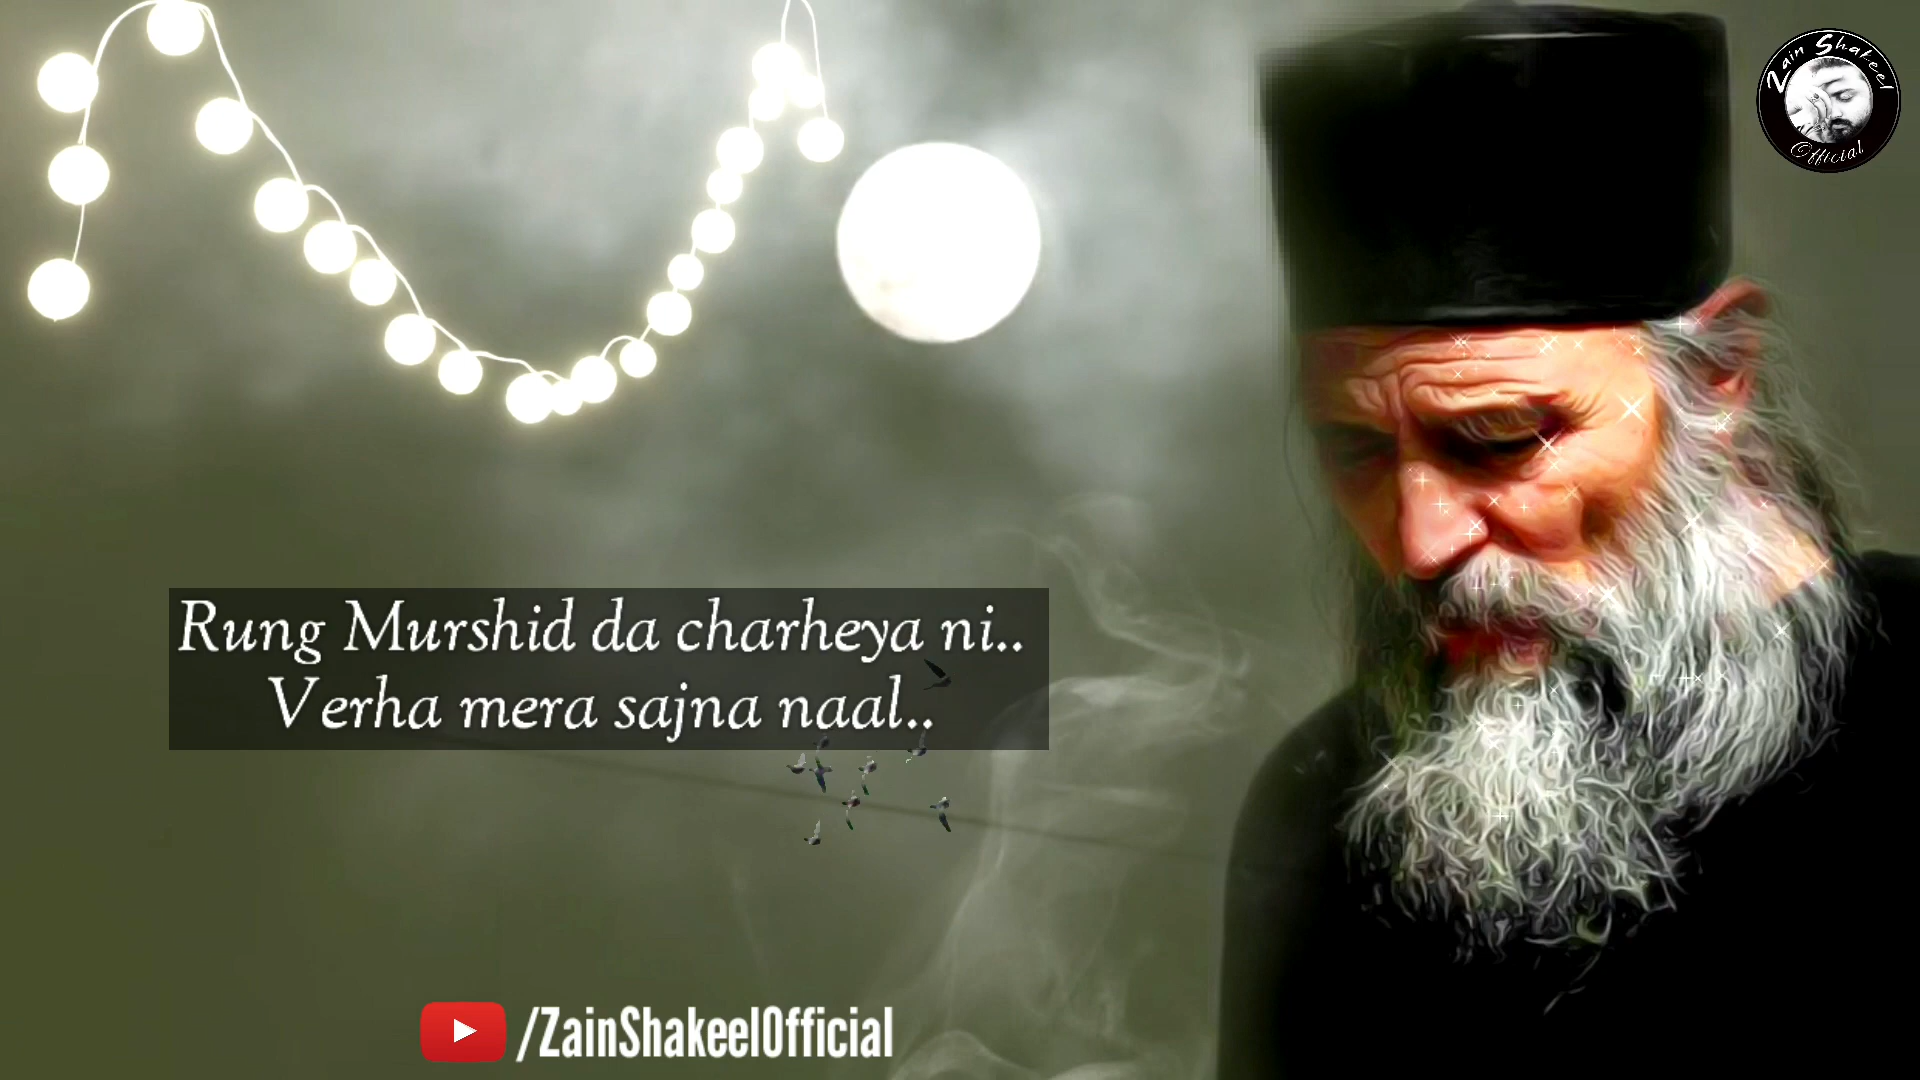 Zain Shakeel
Official
Rung Murshid da charheya ni..
Verha mera sajna naal..
/ZainShakeelOfficial